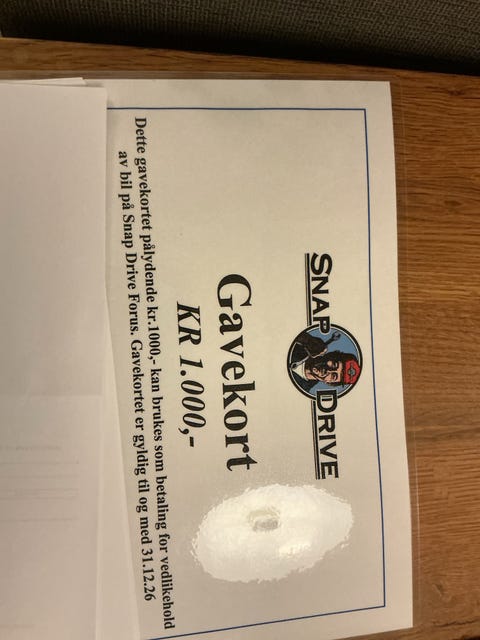 SNAP DRIVE
Gavekort
KR 1.000,-
Dette gavekortet pålydende kr.1000,- kan brukes som betaling for vedlikehold
av bil på Snap Drive Forus. Gavekortet er gyldig til og med 31.12.26